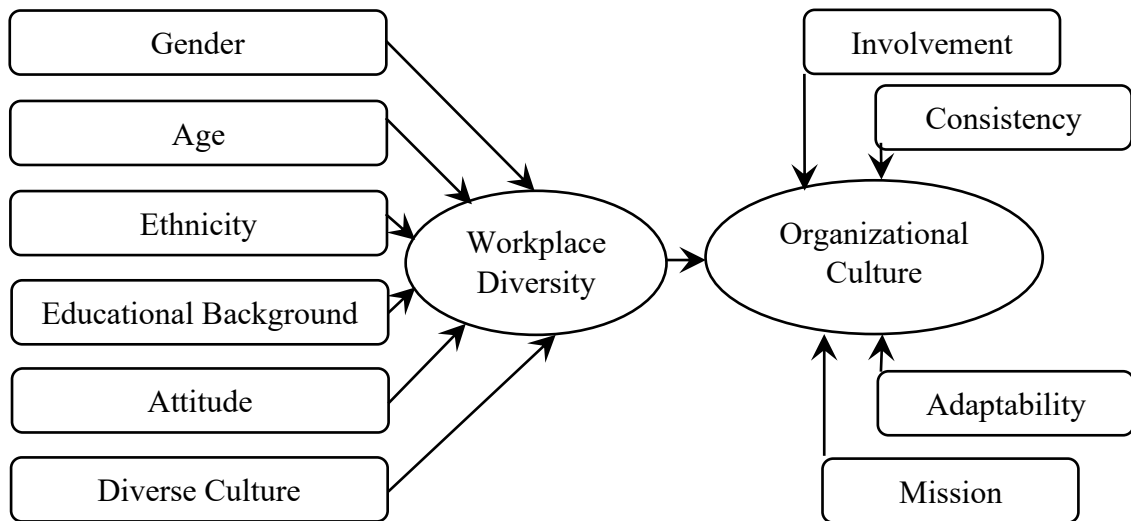 Gender
Age
Ethnicity
Educational Background
Attitude
Diverse Culture
Workplace
Diversity
Organizational
Culture
Involvement
Consistency
Adaptability
Mission